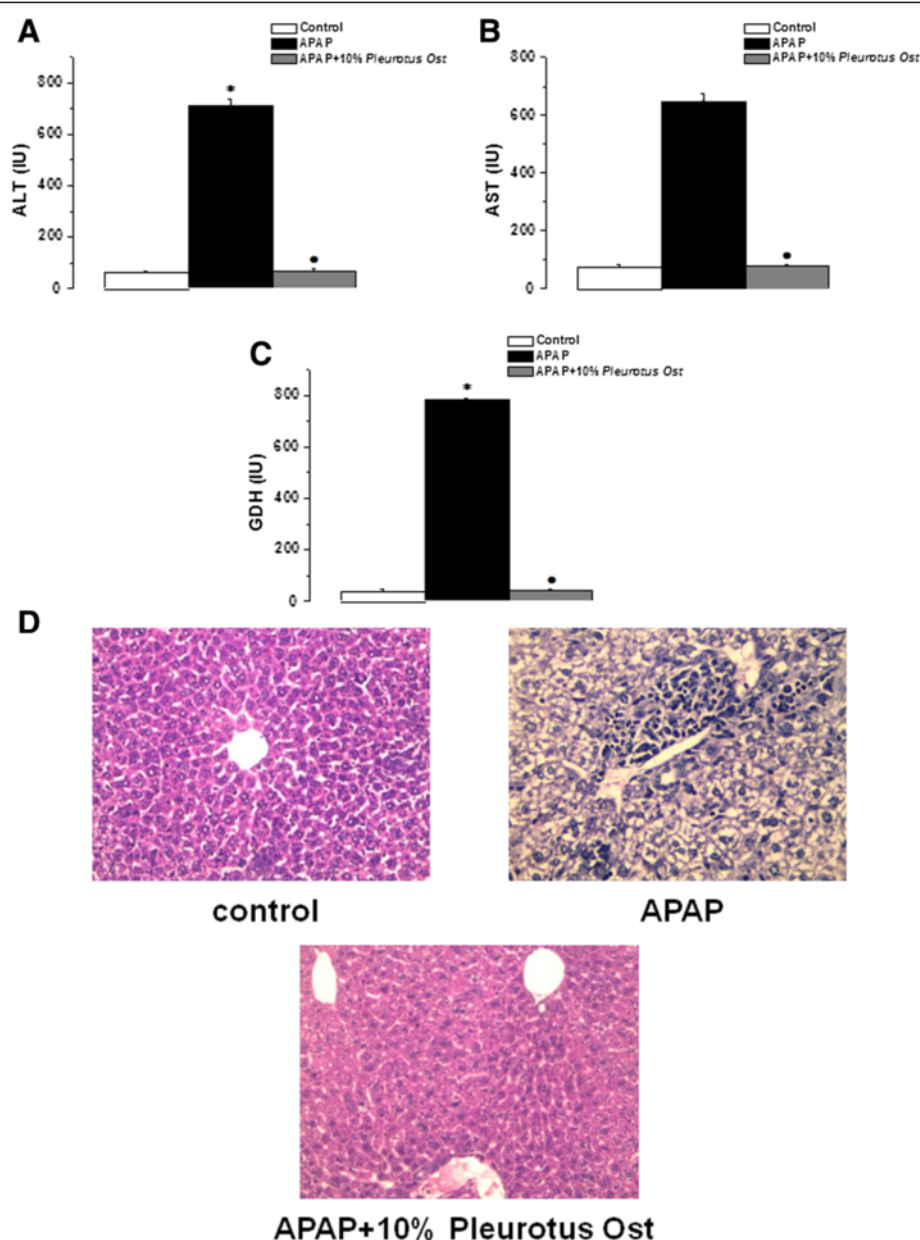 A
Control
APAP
APAP+10% Pleurotus Ost
ALT (IU)
800
600
400
200
0
*
•
B
Control
APAP
APAP+10% Pleurotus Ost
AST (IU)
800
600
400
200
0
•
C
Control
APAP
APAP+10% Pleurotus Ost
GDH (IU)
800
600
400
200
0
*
•
D
control
APAP
APAP+10% Pleurotus Ost